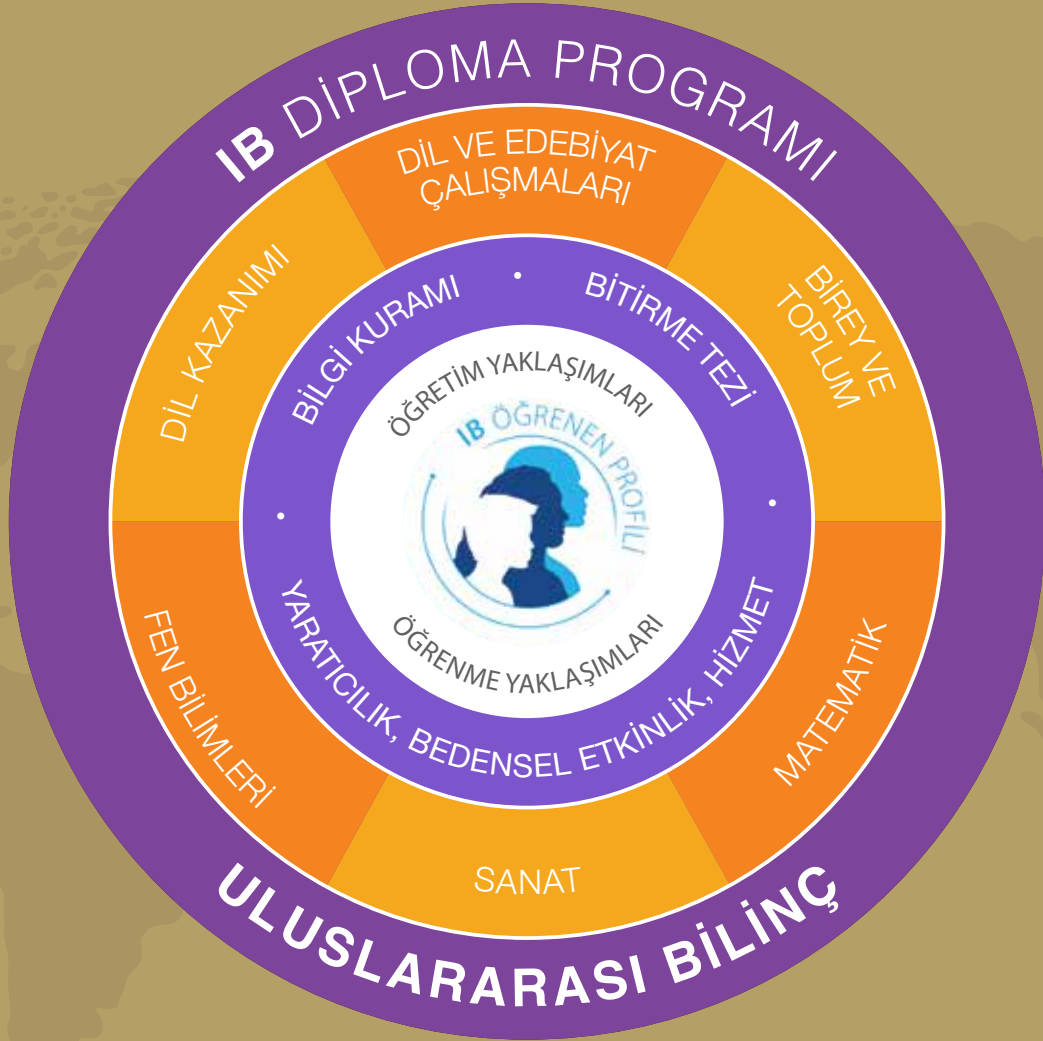 IB DİPLOMA PROGRAMI
DİL VE EDEBİYAT
ÇALIŞMALARI
DİL KAZANIMI
BİREY VE
TOPLUM
BİLGİ KURAMI
•
BİTİRME TEZİ
ÖĞRETİM YAKLAŞIMLARI
IB ÖĞRENEN PROFİLİ
ÖĞRENME YAKLAŞIMLARI
•
•
YARATICILIK, BEDENSEL ETKİNLİK, HİZMET
FEN BİLİMLERİ
MATEMATİK
SANAT
ULUSLARARASI BİLİNÇ